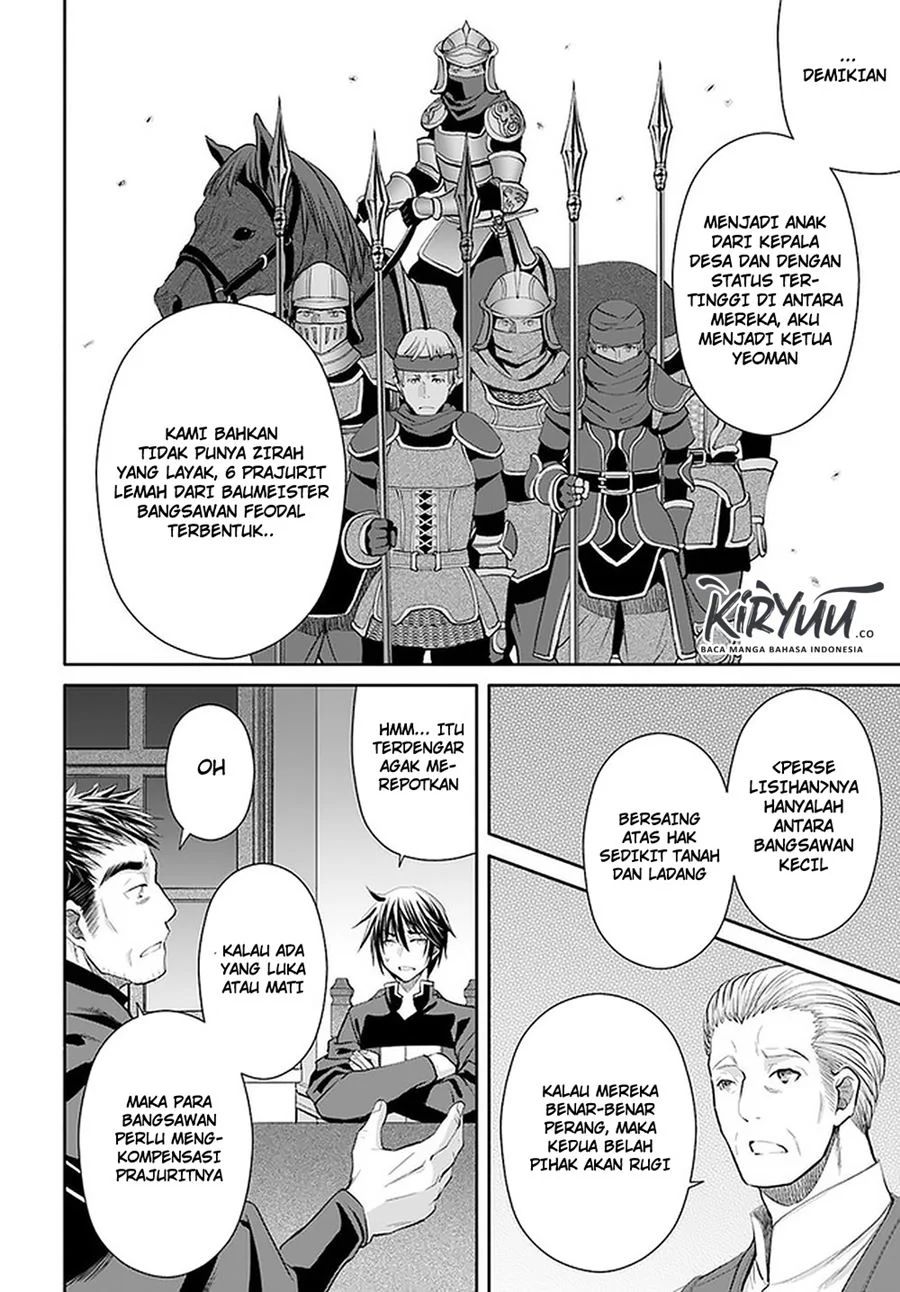 ...
DEMIKIAN
MENJADI ANAK
DARI KEPALA
DESA DAN DENGAN
STATUS TER-
TINGGI DI ANTARA
MEREKA, AKU
MENJADI KETUA
YEOMAN
KAMI BAHKAN
TIDAK PUNYA ZIRAH
YANG LAYAK, 6 PRAJURIT
LEMAH DARI BAUMEISTER
BANGSAWAN FEODAL
TERBENTUK..
KIRYUU
.CO
BACA MANGA BAHASA INDONESIA
<PERSE
LISIHAN>NYA
HANYALAH
ANTARA
BANGSAWAN
KECIL
BERSAING
ATAS HAK
SEDIKIT TANAH
DAN LADANG
KALAU MEREKA
BENAR-BENAR
PERANG, MAKA
KEDUA BELAH
PIHAK AKAN RUGI
HMM... ITU
TERDENGAR
AGAK ME-
REPOTKAN
OH
KALAU ADA
YANG LUKA
ATAU MATI
MAKA PARA
BANGSAWAN
PERLU MENG-
KOMPENSASI
PRAJURITNYA